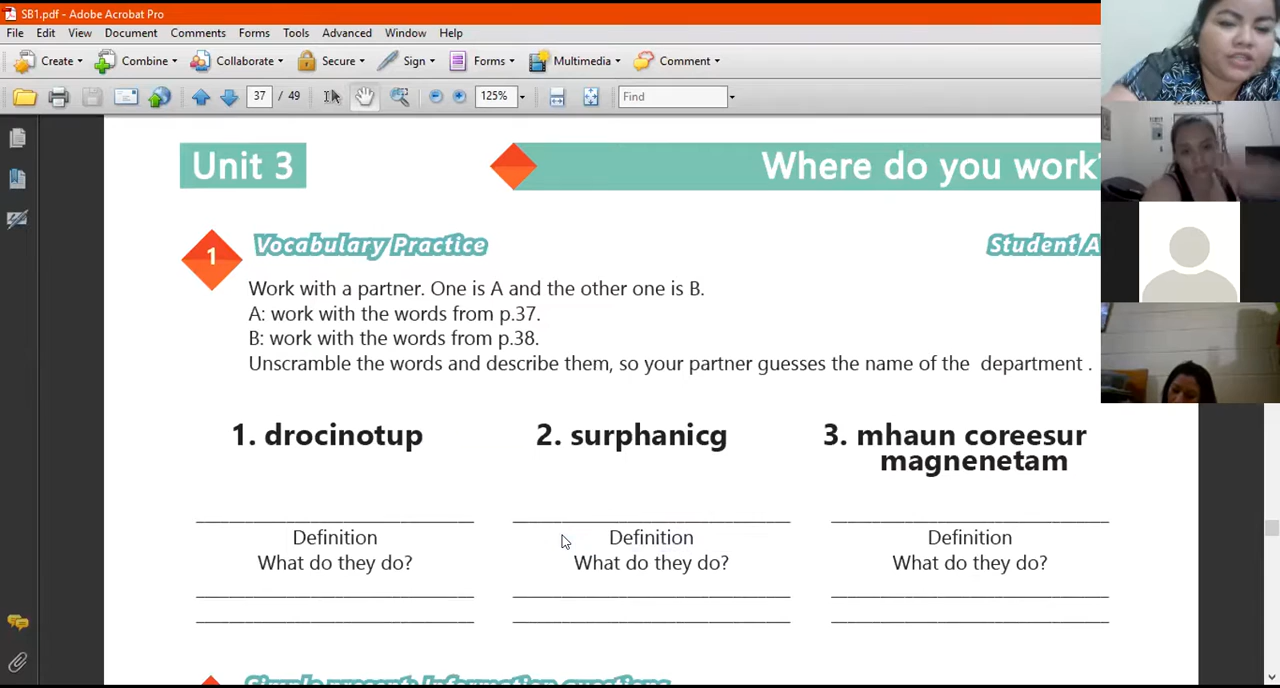 SB1.pdf - Adobe Acrobat Pro
File Edit View Document Comments Forms Tools Advanced Window Help
Create Combine Collaborate Secure Sign Forms Multimedia Comment
37 / 49 125% Find
Unit 3
Where do you work?
1
Vocabulary Practice
Student A
Work with a partner. One is A and the other one is B.
A: work with the words from p.37.
B: work with the words from p.38.
Unscramble the words and describe them, so your partner guesses the name of the department .
1. drocinotup
2. surphanicg
3. mhaun coreesur
magnenetam
Definition
What do they do?
Definition
What do they do?
Definition
What do they do?
Simple present Information questions